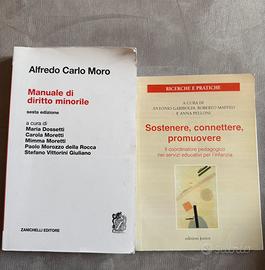 Alfredo Carlo Moro
Manuale di
diritto minorile
sesta edizione
a cura di
Maria Dossetti
Carola Moretti
Mimma Moretti
Paolo Morozzo della Rocca
Stefano Vittorini Giuliano
ZANICHELLI EDITORE
RICERCHE E PRATICHE
A CURA DI
ANTONIO GARIBOLDI, ROBERTO MAFFEO
E ANNA PELLONI
Sostenere, connettere,
promuovere
Il coordinatore pedagogico
nei servizi educativi per l'infanzia
edizioni junior
subito